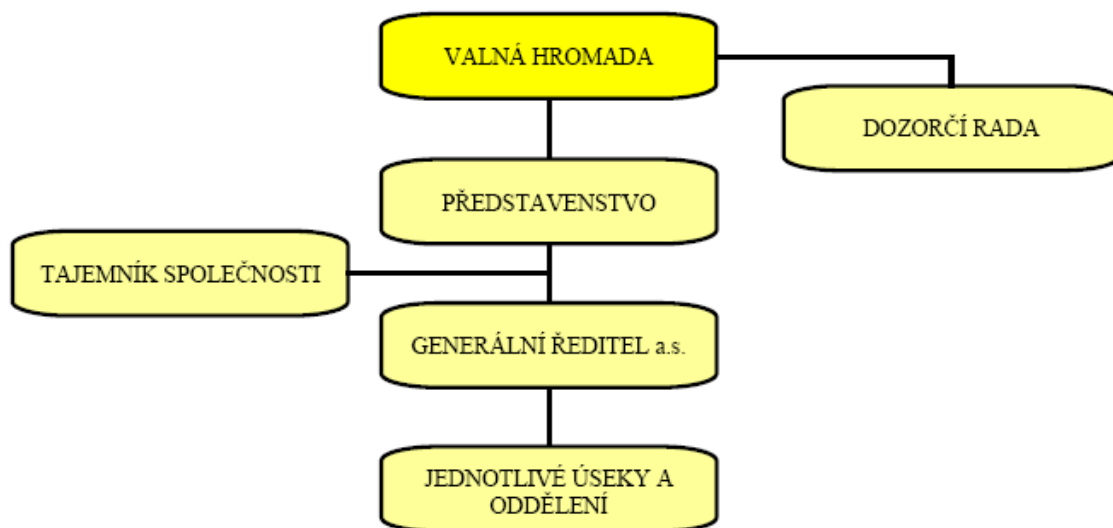 VALNÁ HROMADA
DOZORČÍ RADA
PŘEDSTAVENSTVO
TAJEMNÍK SPOLEČNOSTI
GENERÁLNÍ ŘEDITEL a.s.
JEDNOTLIVÉ ÚSEKY A
ODDĚLENÍ